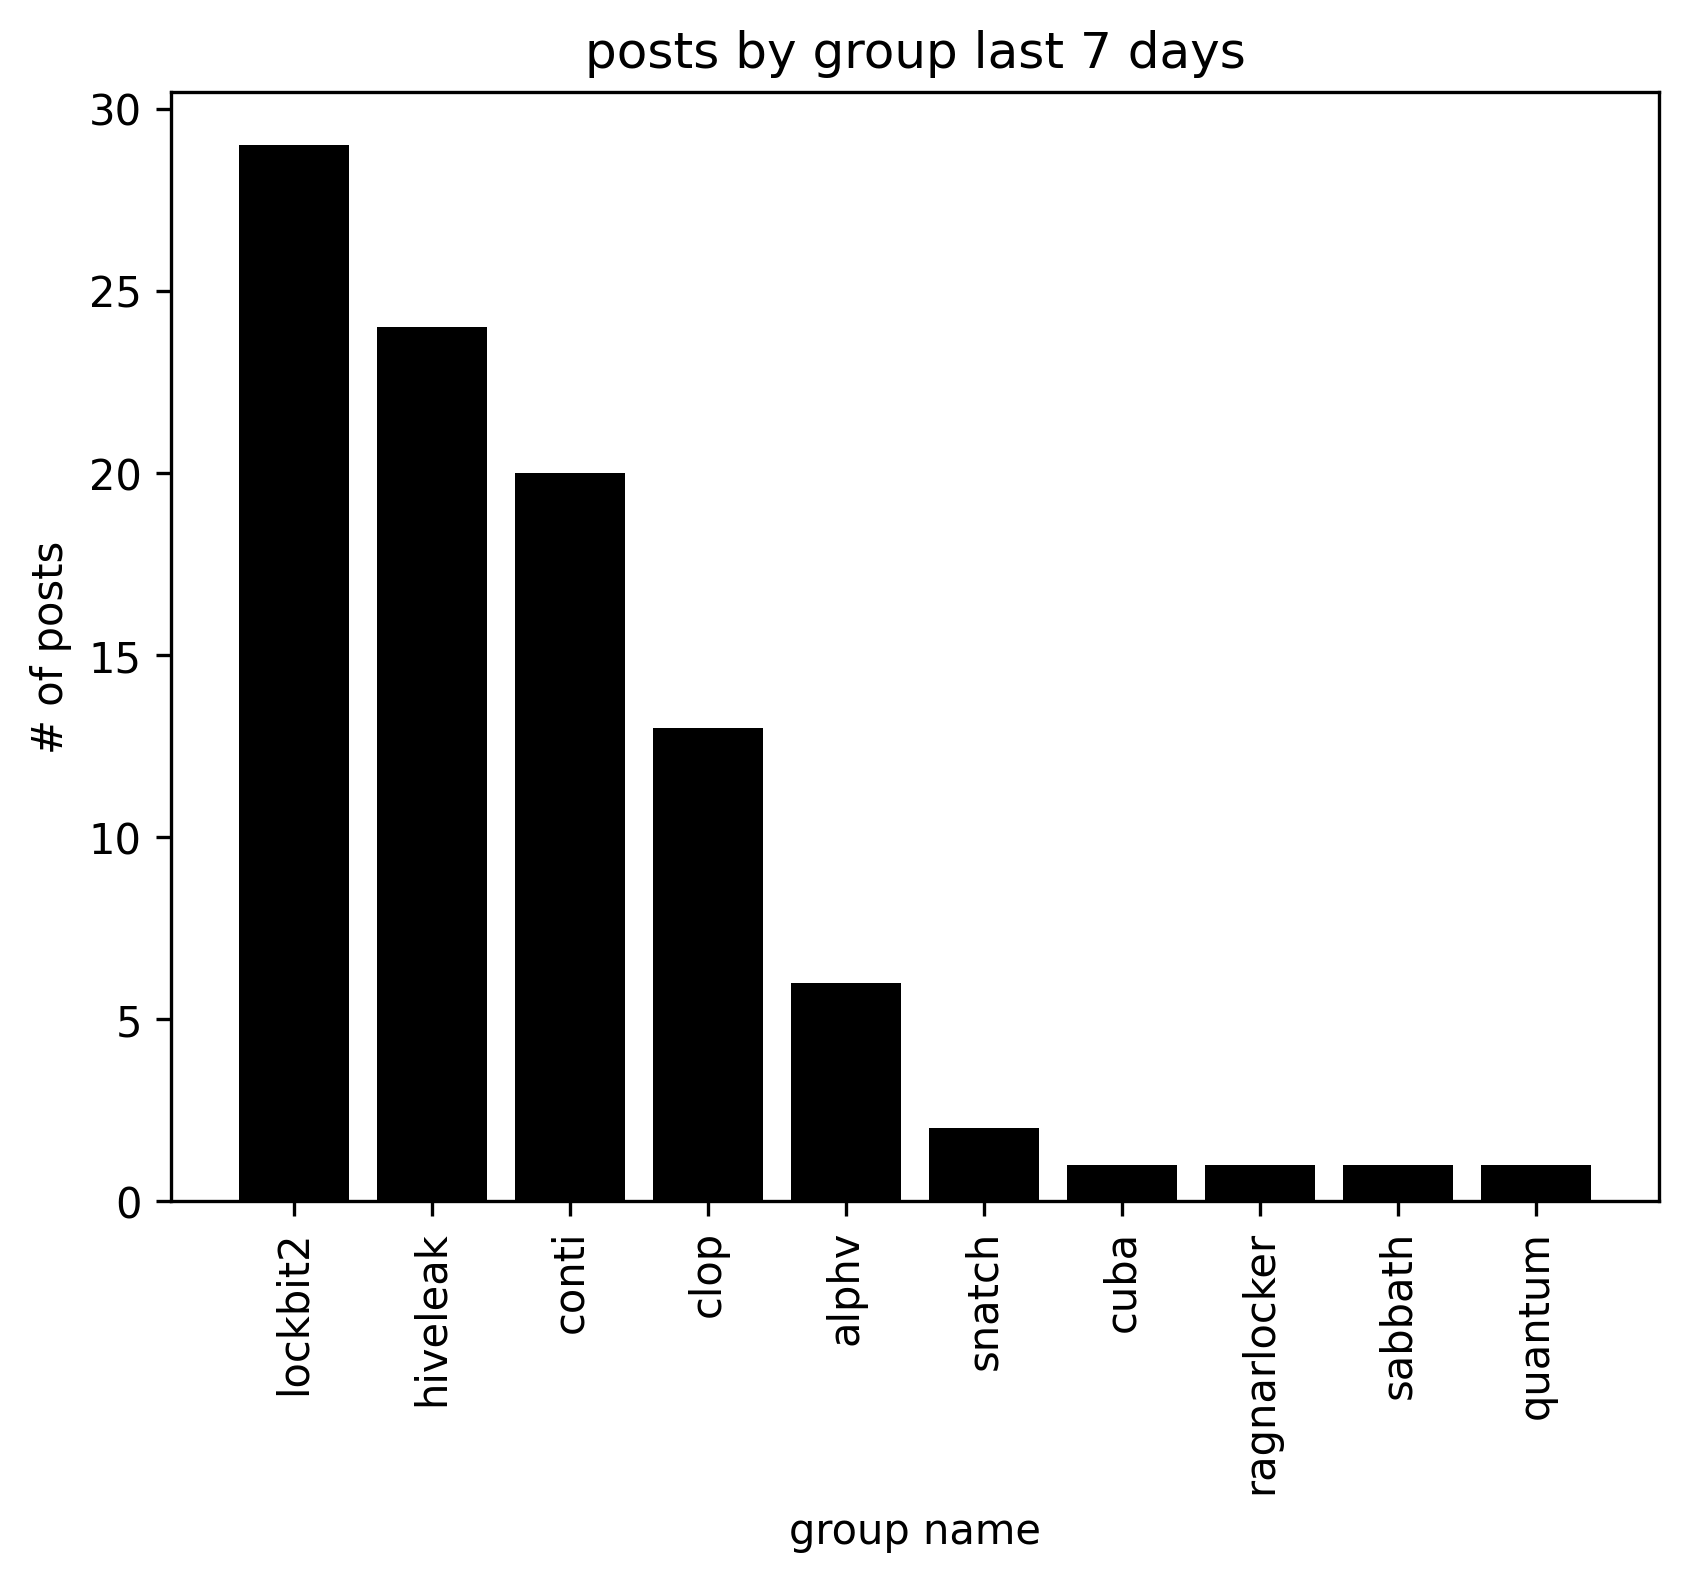 posts by group last 7 days
30
25
20
15
10
5
0
# of posts
lockbit2
hiveleak
conti
clop
alphv
snatch
cuba
ragnarlocker
sabbath
quantum
group name